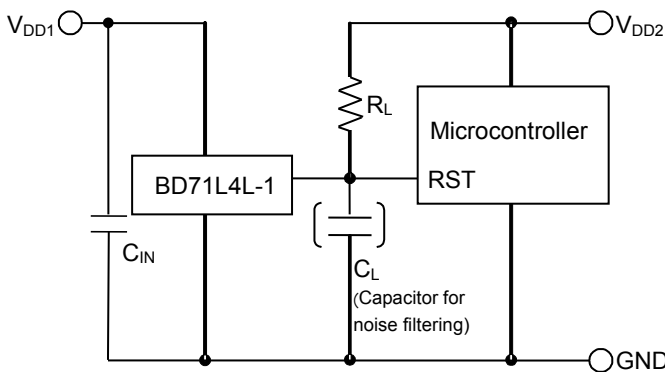 VDD1
VDD2
RL
Microcontroller
BD71L4L-1
RST
CIN
CL
(Capacitor for
noise filtering)
GND